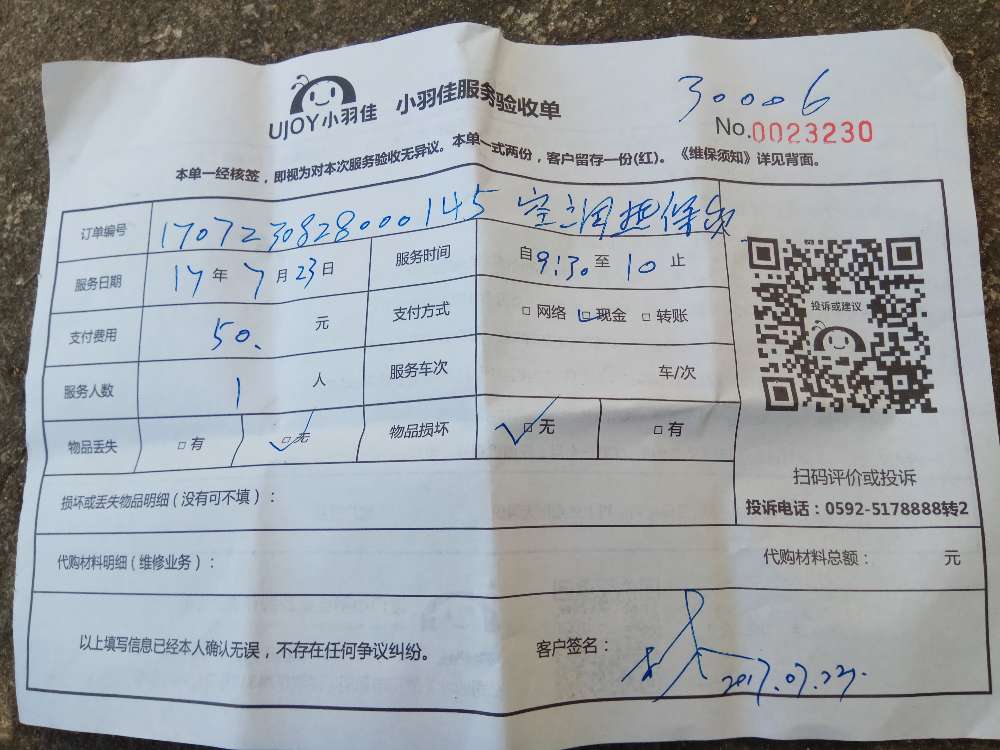 30006
UJOY小羽佳 小羽佳服务验收单
No.0023230
本单一经核签，即视为对本次服务验收无异议。本单一式两份，客户留存一份(红)。《维保须知》详见背面。
订单编号 1707230828000145 空调担保负
服务日期 17年7月23日 服务时间 自9:30至10止
支付费用 50. 元 支付方式 □网络 □现金 □转账
服务人数 1 人 服务车次 车/次
物品丢失 □有 □无 物品损坏 □无 □有
投诉或建议
扫码评价或投诉
投诉电话：0592-5178888转2
损坏或丢失物品明细（没有可不填）：
代购材料明细（维修业务）： 代购材料总额： 元
以上填写信息已经本人确认无误，不存在任何争议纠纷。 客户签名：
2017.07.23.